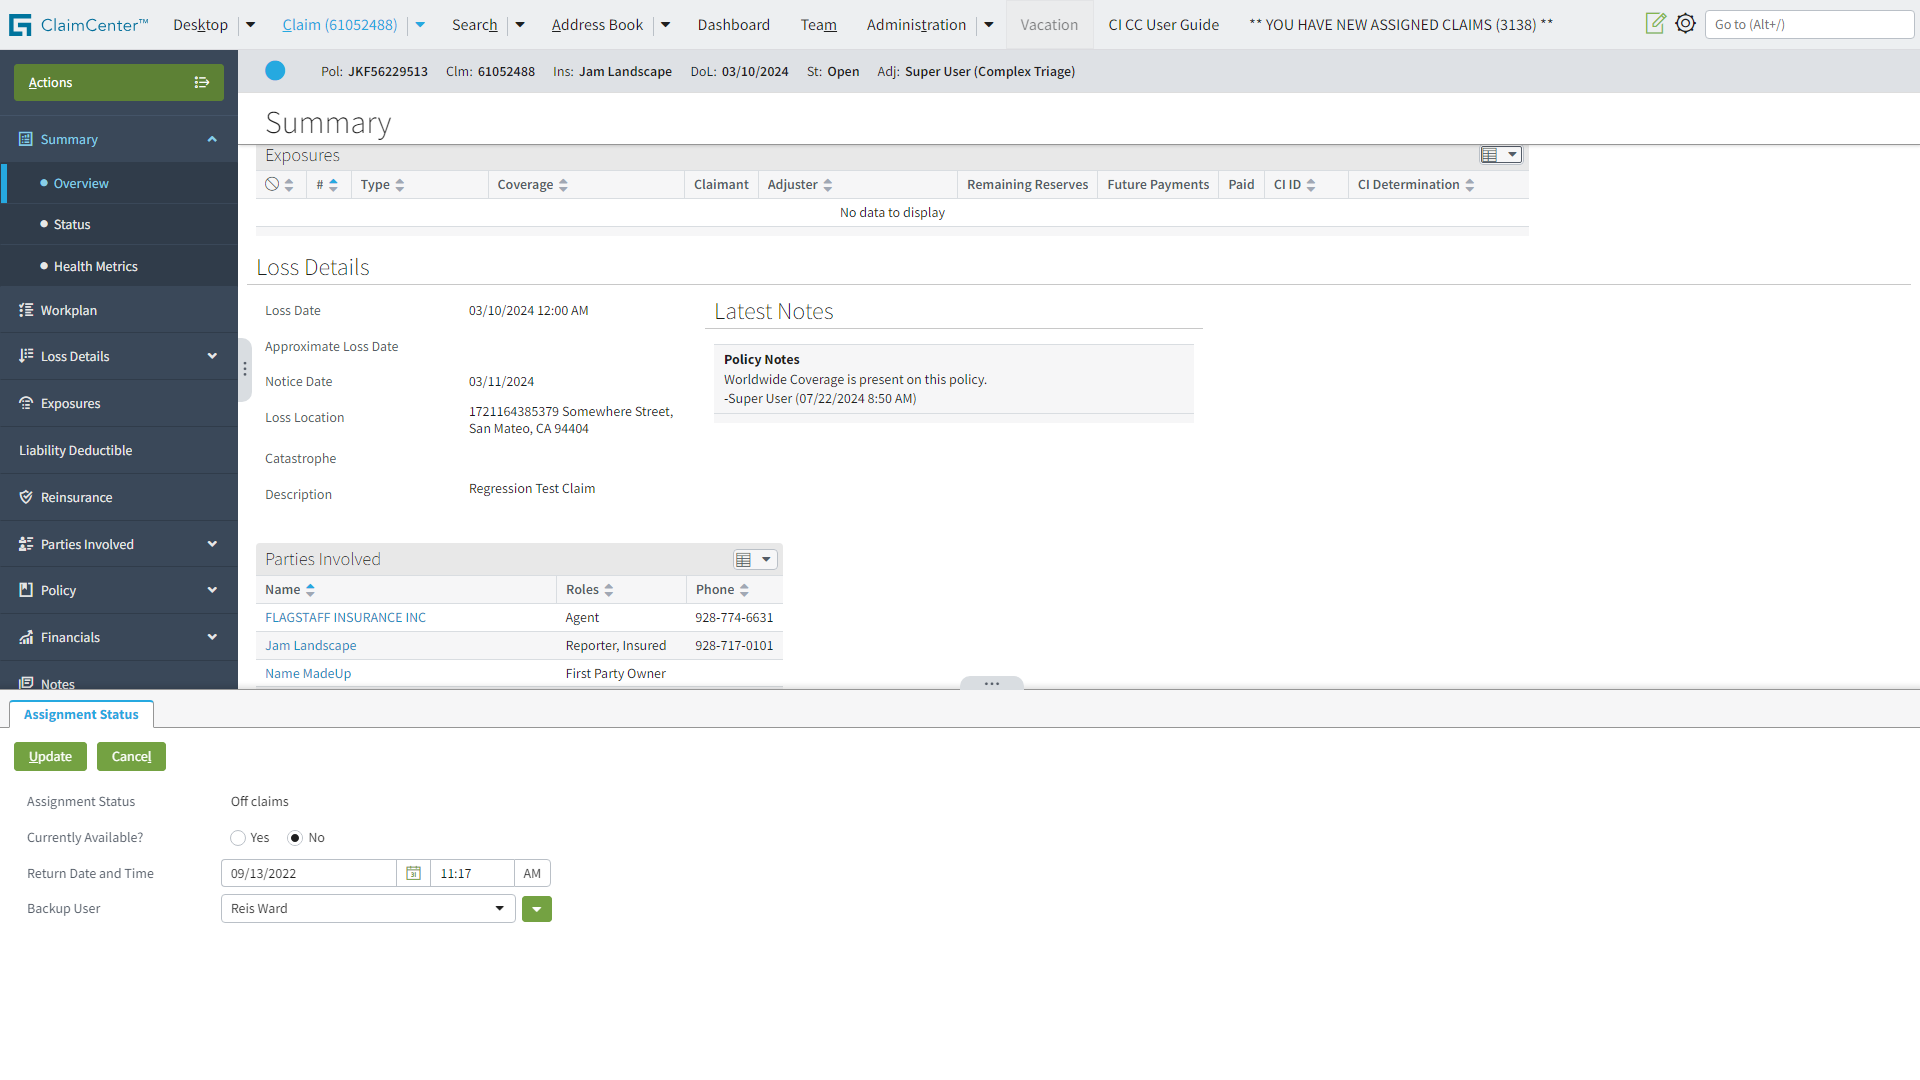 ClaimCenter™ Desktop Claim (61052488) Search Address Book Dashboard Team Administration Vacation CI CC User Guide ** YOU HAVE NEW ASSIGNED CLAIMS (3138) ** Go to (Alt+/)
Actions
Pol: JKF56229513 Clm: 61052488 Ins: Jam Landscape DoL: 03/10/2024 St: Open Adj: Super User (Complex Triage)
Summary
Overview
Status
Health Metrics
Workplan
Loss Details
Exposures
Liability Deductible
Reinsurance
Parties Involved
Policy
Financials
Notes
Summary
Exposures
# Type Coverage Claimant Adjuster Remaining Reserves Future Payments Paid CI ID CI Determination
No data to display
Loss Details
Loss Date 03/10/2024 12:00 AM
Approximate Loss Date
Notice Date 03/11/2024
Loss Location 1721164385379 Somewhere Street,
San Mateo, CA 94404
Catastrophe
Description Regression Test Claim
Latest Notes
Policy Notes
Worldwide Coverage is present on this policy.
-Super User (07/22/2024 8:50 AM)
Parties Involved
Name Roles Phone
FLAGSTAFF INSURANCE INC Agent 928-774-6631
Jam Landscape Reporter, Insured 928-717-0101
Name MadeUp First Party Owner
Assignment Status
Update Cancel
Assignment Status Off claims
Currently Available? Yes No
Return Date and Time 09/13/2022 31 11:17 AM
Backup User Reis Ward